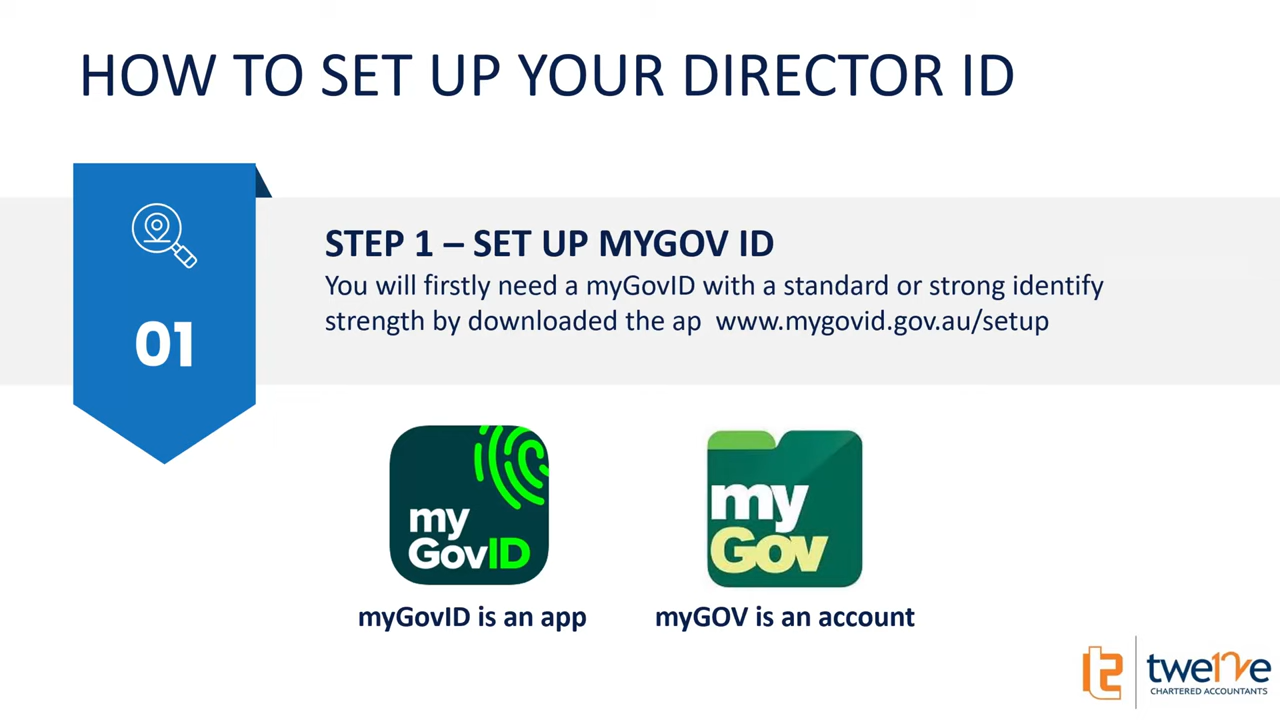 HOW TO SET UP YOUR DIRECTOR ID
01
STEP 1 – SET UP MYGOV ID
You will firstly need a myGovID with a standard or strong identify
strength by downloaded the ap www.mygovid.gov.au/setup
my
GovID
my
Gov
myGovID is an app
myGOV is an account
twe12ve
CHARTERED ACCOUNTANTS